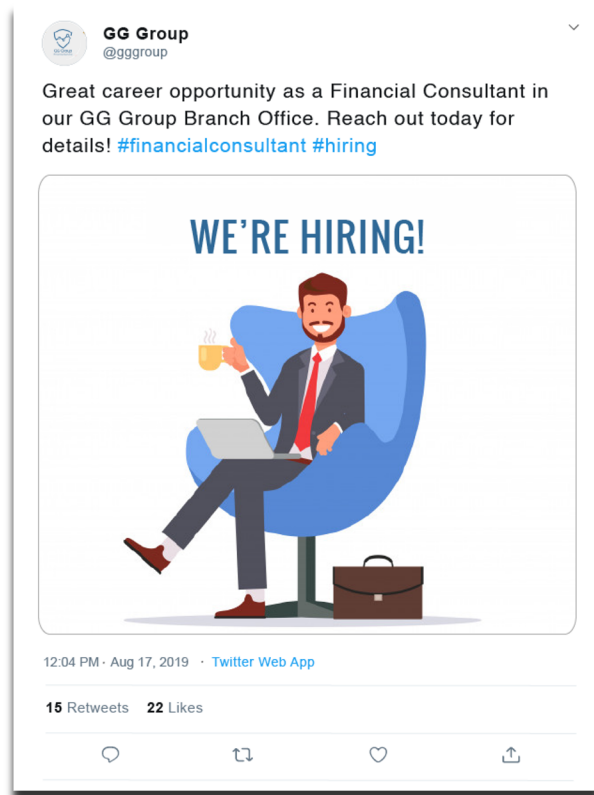 GG Group
@gggroup
Great career opportunity as a Financial Consultant in
our GG Group Branch Office. Reach out today for
details! #financialconsultant #hiring
WE'RE HIRING!
12:04 PM · Aug 17, 2019 · Twitter Web App
15 Retweets 22 Likes